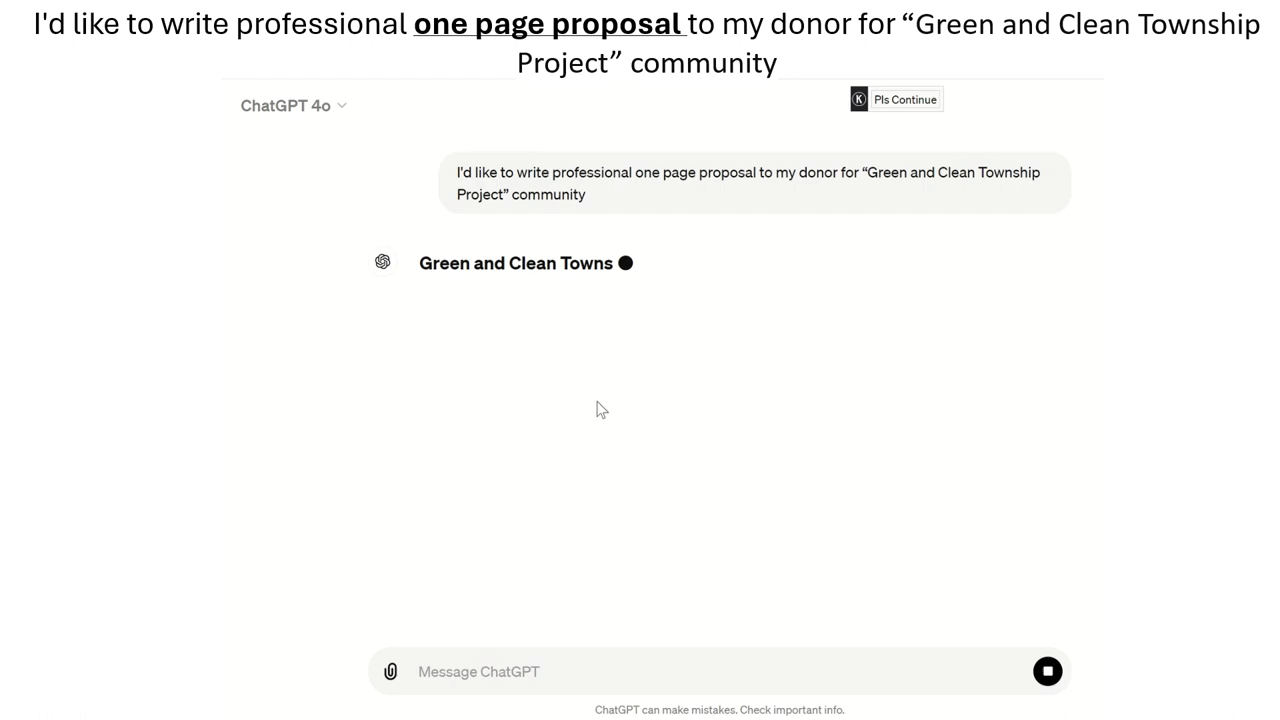 I'd like to write professional one page proposal to my donor for “Green and Clean Township
Project” community
ChatGPT 4o
Pls Continue
I'd like to write professional one page proposal to my donor for “Green and Clean Township
Project” community
Green and Clean Towns
Message ChatGPT
ChatGPT can make mistakes. Check important info.